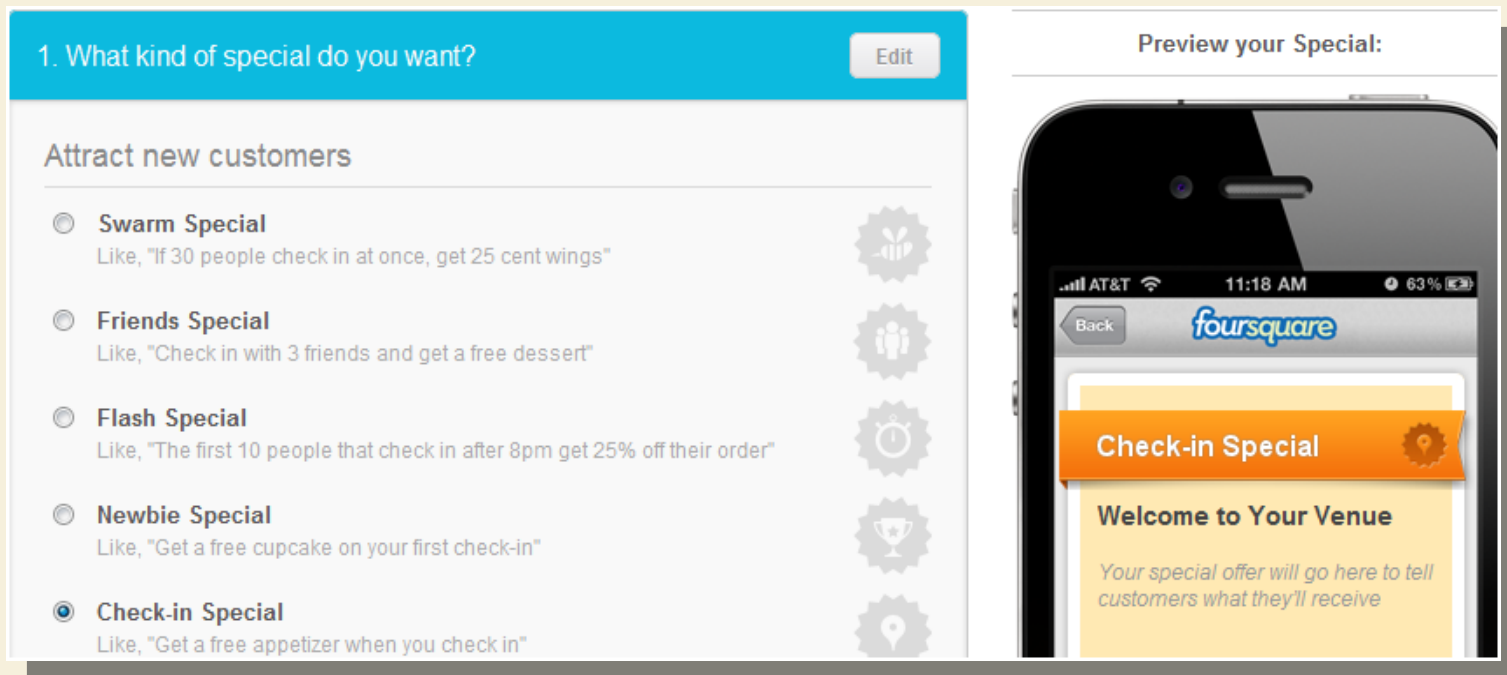 1. What kind of special do you want?
Edit
Attract new customers
Swarm Special
Like, "If 30 people check in at once, get 25 cent wings"
Friends Special
Like, "Check in with 3 friends and get a free dessert"
Flash Special
Like, "The first 10 people that check in after 8pm get 25% off their order"
Newbie Special
Like, "Get a free cupcake on your first check-in"
Check-in Special
Like, "Get a free appetizer when you check in"
Preview your Special:
AT&T 11:18 AM 63%
Back
foursquare
Check-in Special
Welcome to Your Venue
Your special offer will go here to tell
customers what they'll receive